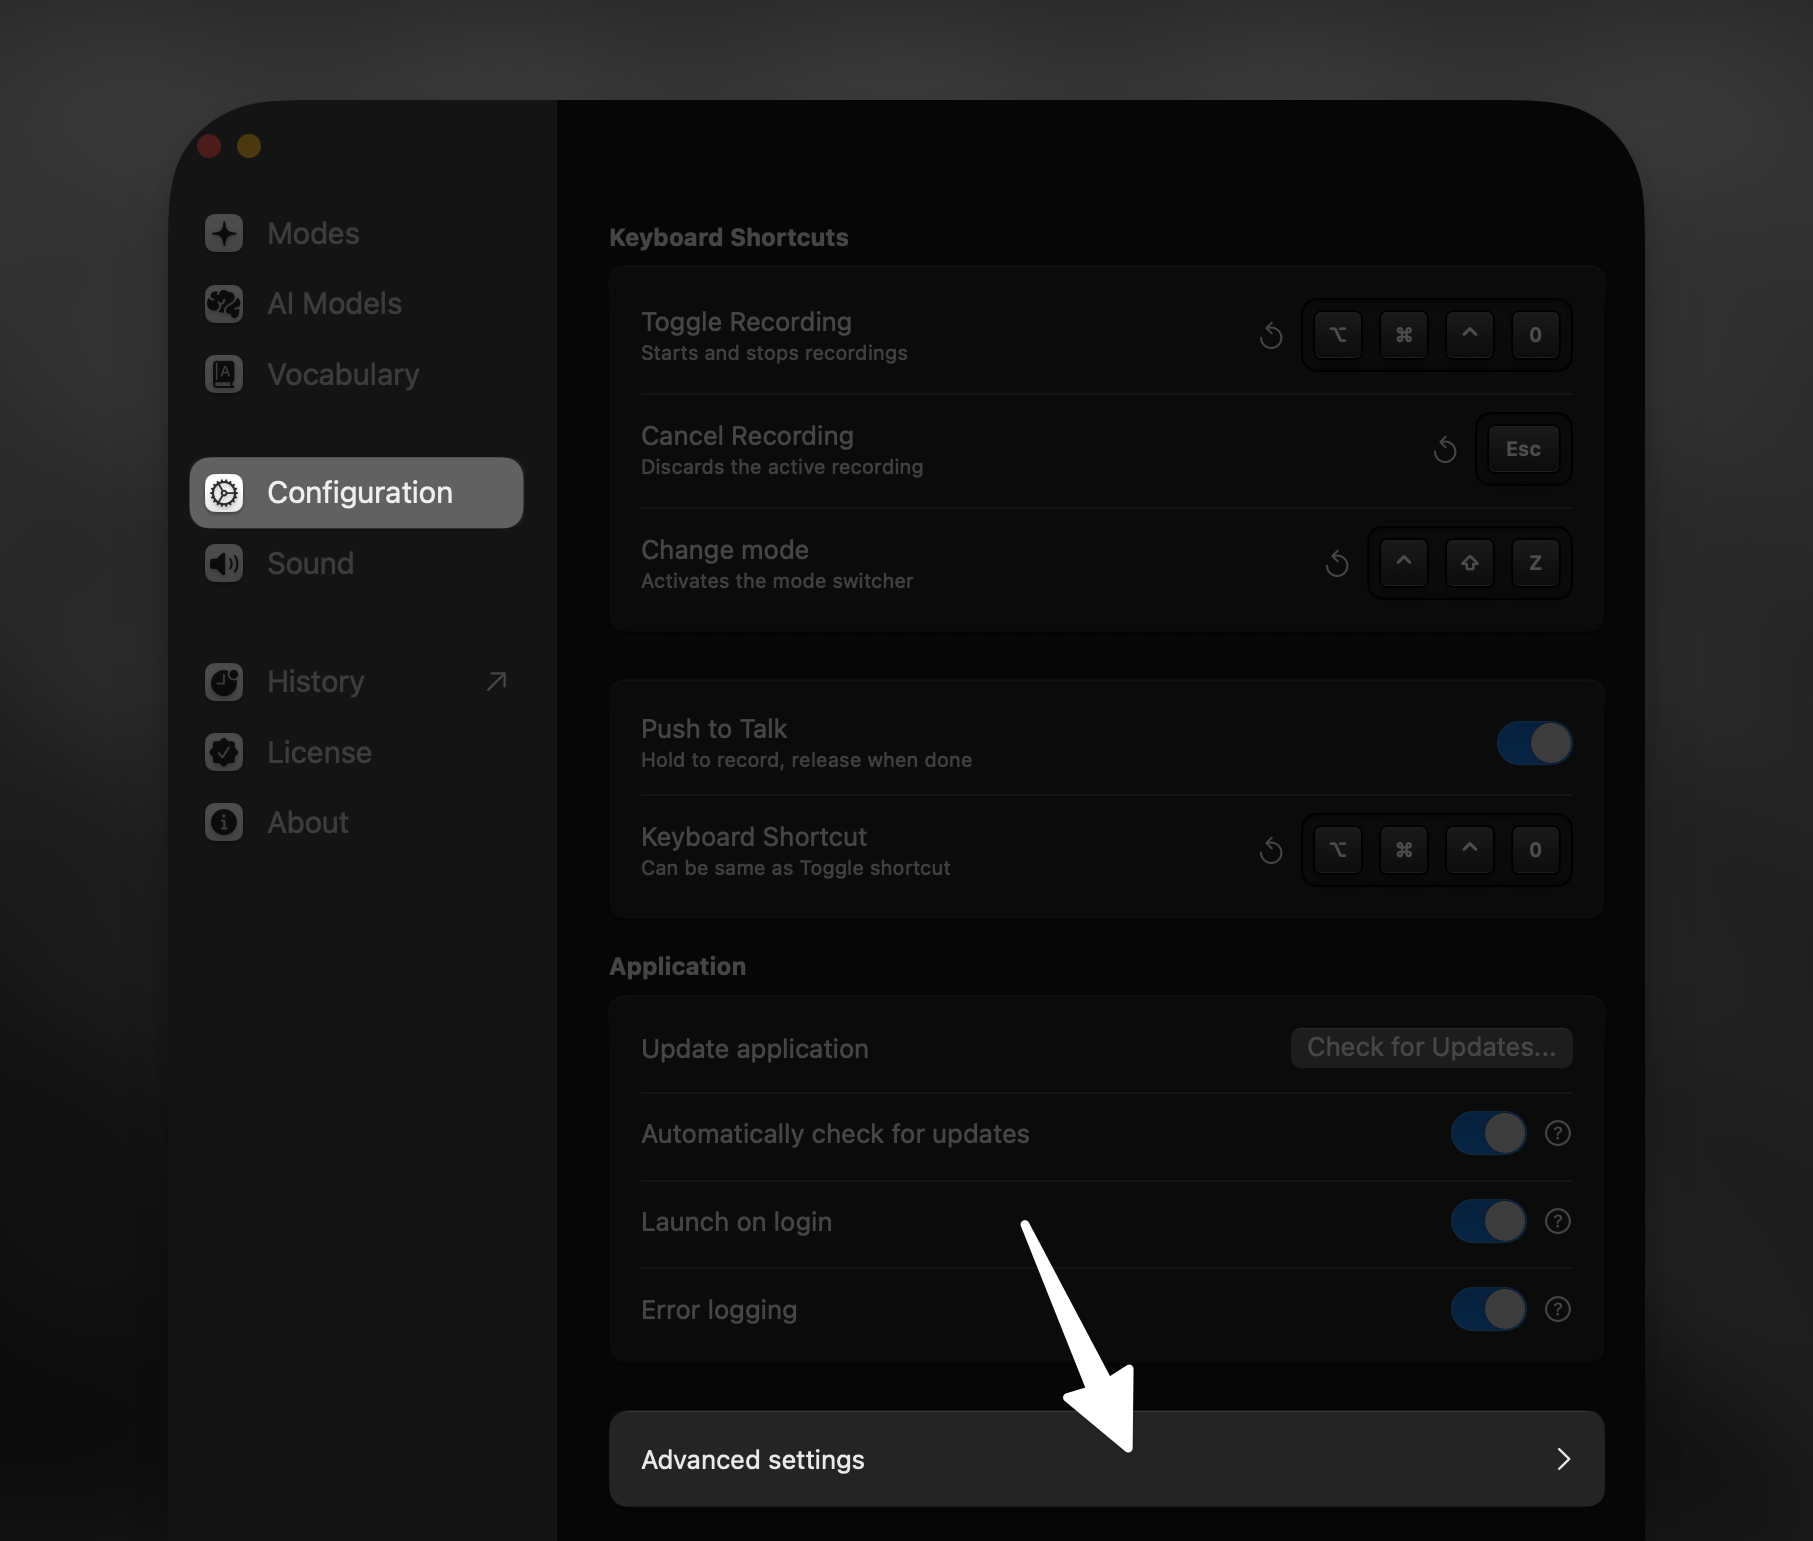 Modes
AI Models
Vocabulary
Configuration
Sound
History
License
About
Keyboard Shortcuts
Toggle Recording
Starts and stops recordings
⌥ ⌘ ^ 0
Cancel Recording
Discards the active recording
Esc
Change mode
Activates the mode switcher
^ ⇧ Z
Push to Talk
Hold to record, release when done
Keyboard Shortcut
Can be same as Toggle shortcut
⌥ ⌘ ^ 0
Application
Update application
Check for Updates...
Automatically check for updates
?
Launch on login
?
Error logging
?
Advanced settings